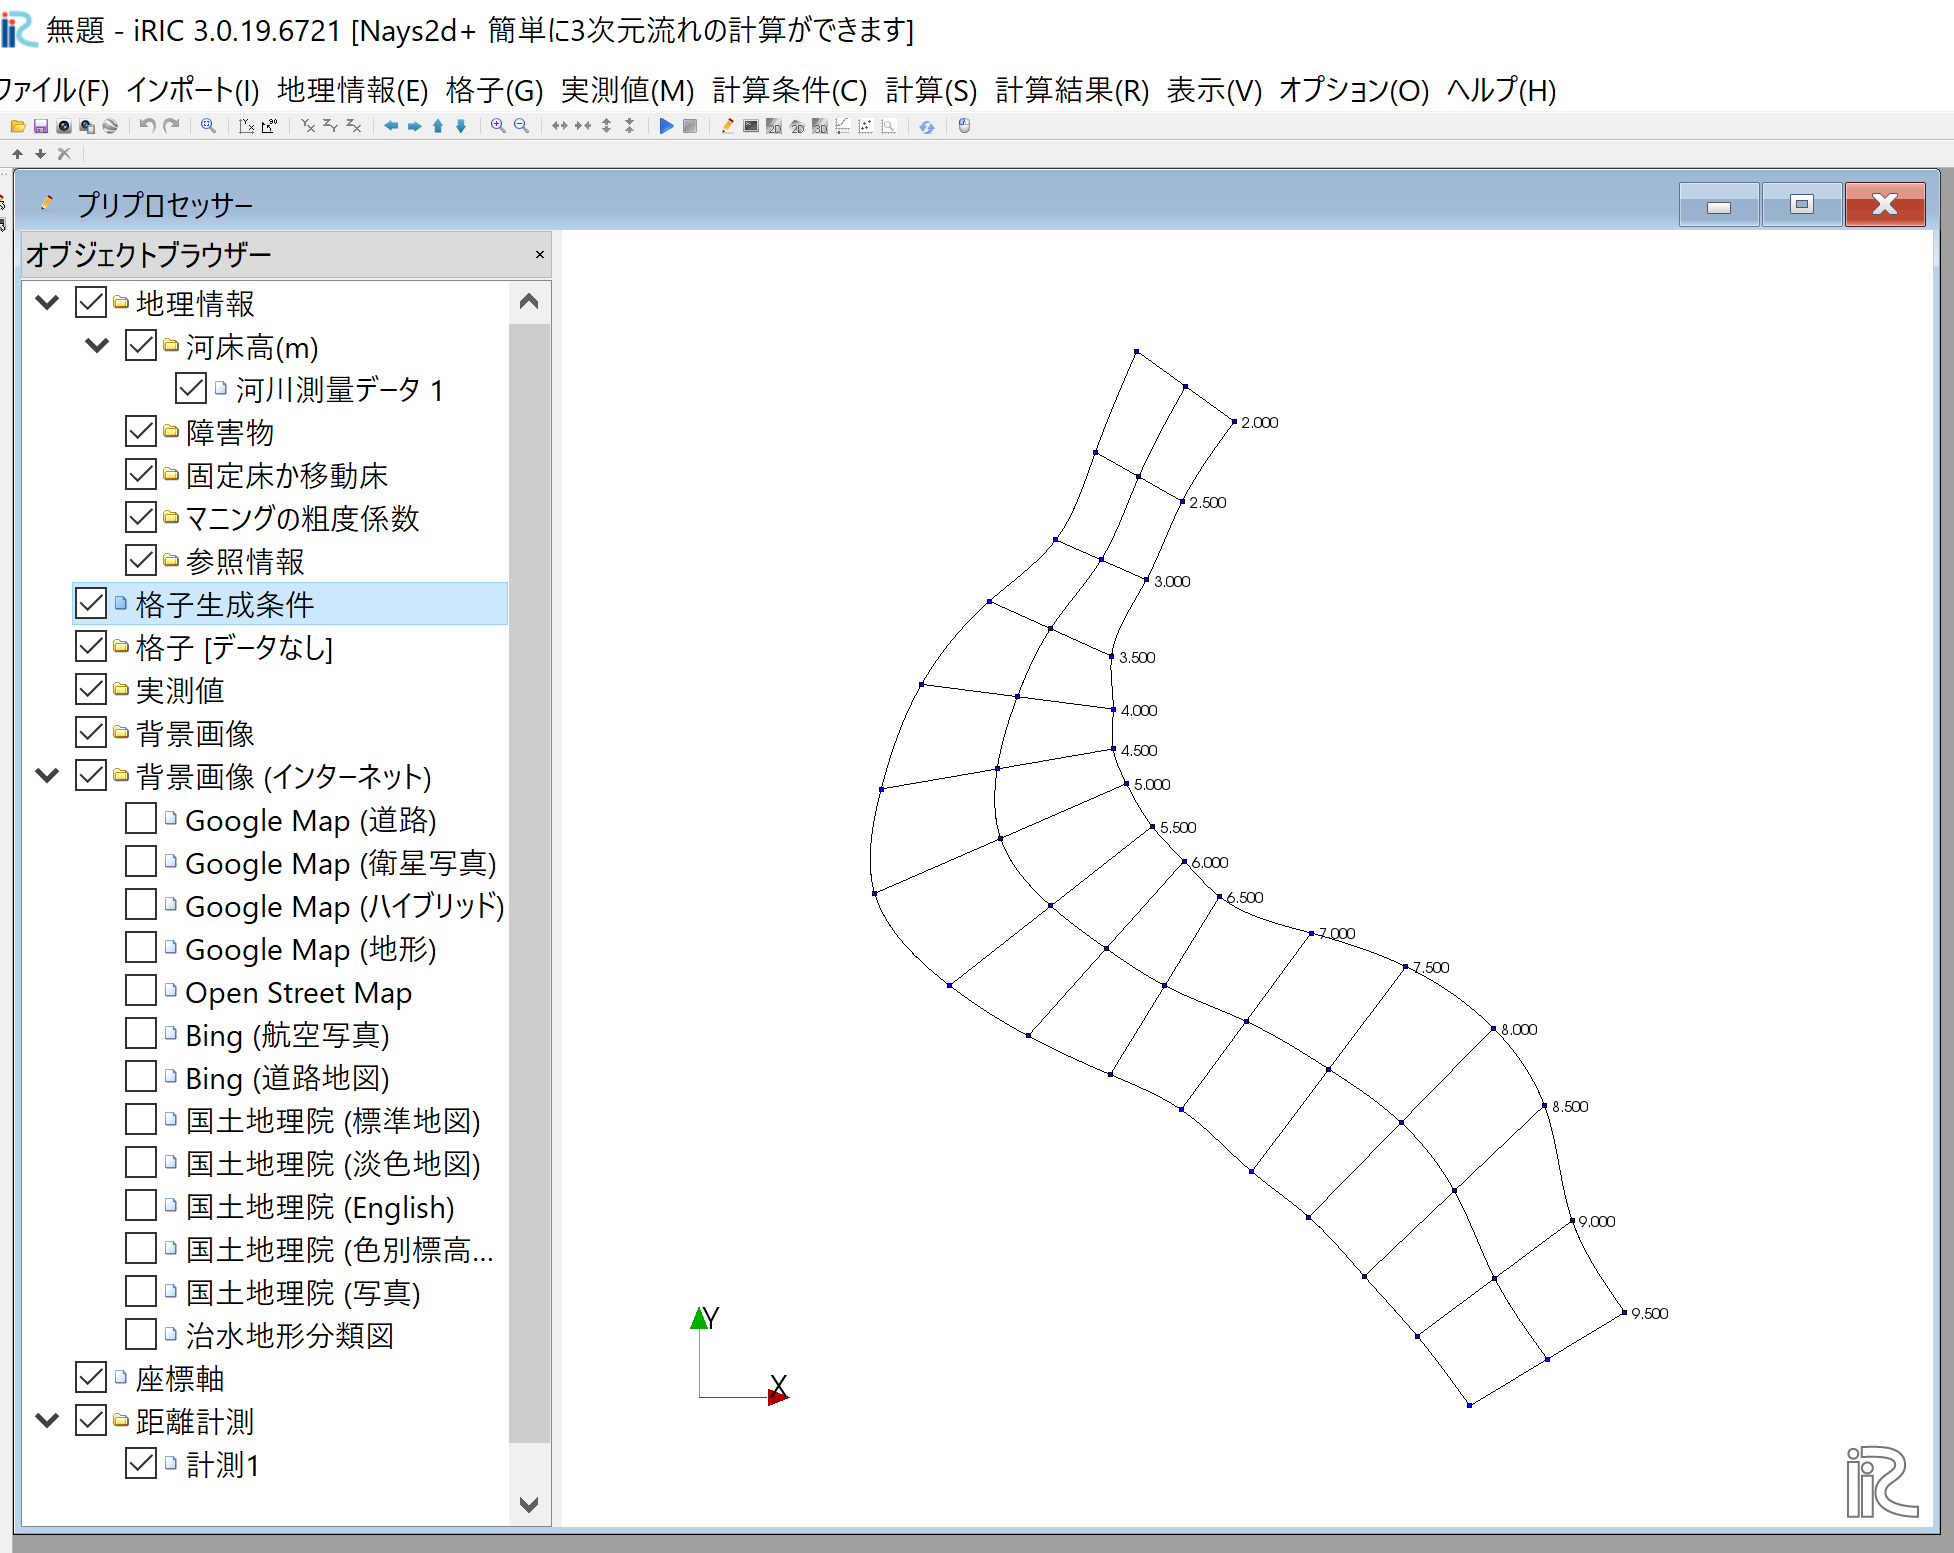 無題 - iRIC 3.0.19.6721 [Nays2d+ 簡単に3次元流れの計算ができます]
ファイル(F) インポート(I) 地理情報(E) 格子(G) 実測値(M) 計算条件(C) 計算(S) 計算結果(R) 表示(V) オプション(O) ヘルプ(H)
プリプロセッサー
オブジェクトブラウザー
地理情報
河床高(m)
河川測量データ 1
障害物
固定床か移動床
マニングの粗度係数
参照情報
格子生成条件
格子 [データなし]
実測値
背景画像
背景画像 (インターネット)
Google Map (道路)
Google Map (衛星写真)
Google Map (ハイブリッド)
Google Map (地形)
Open Street Map
Bing (航空写真)
Bing (道路地図)
国土地理院 (標準地図)
国土地理院 (淡色地図)
国土地理院 (English)
国土地理院 (色別標高...
国土地理院 (写真)
治水地形分類図
座標軸
距離計測
計測1
2.000
2.500
3.000
3.500
4.000
4.500
5.000
5.500
6.000
6.500
7.000
7.500
8.000
8.500
9.000
9.500
Y
X
iRIC